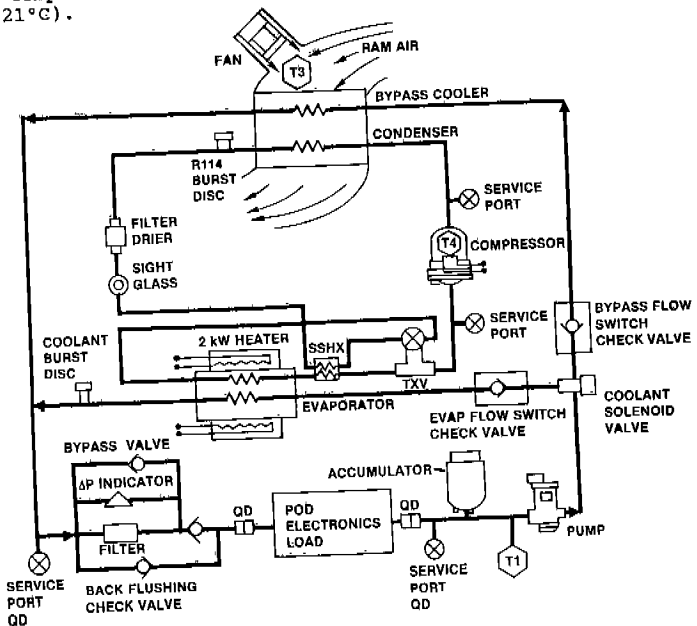 21°C).
FAN
T3
RAM AIR
BYPASS COOLER
CONDENSER
R114
BURST
DISC
SERVICE
PORT
FILTER
DRIER
T4
COMPRESSOR
SIGHT
GLASS
SERVICE
PORT
BYPASS FLOW
SWITCH
CHECK VALVE
COOLANT
BURST
DISC
2 kW HEATER
SSHX
TXV
EVAPORATOR
EVAP FLOW SWITCH
CHECK VALVE
COOLANT
SOLENOID
VALVE
BYPASS VALVE
ΔP INDICATOR
FILTER
BACK FLUSHING
CHECK VALVE
QD
POD
ELECTRONICS
LOAD
ACCUMULATOR
QD
PUMP
T1
SERVICE
PORT
QD
SERVICE
PORT
QD